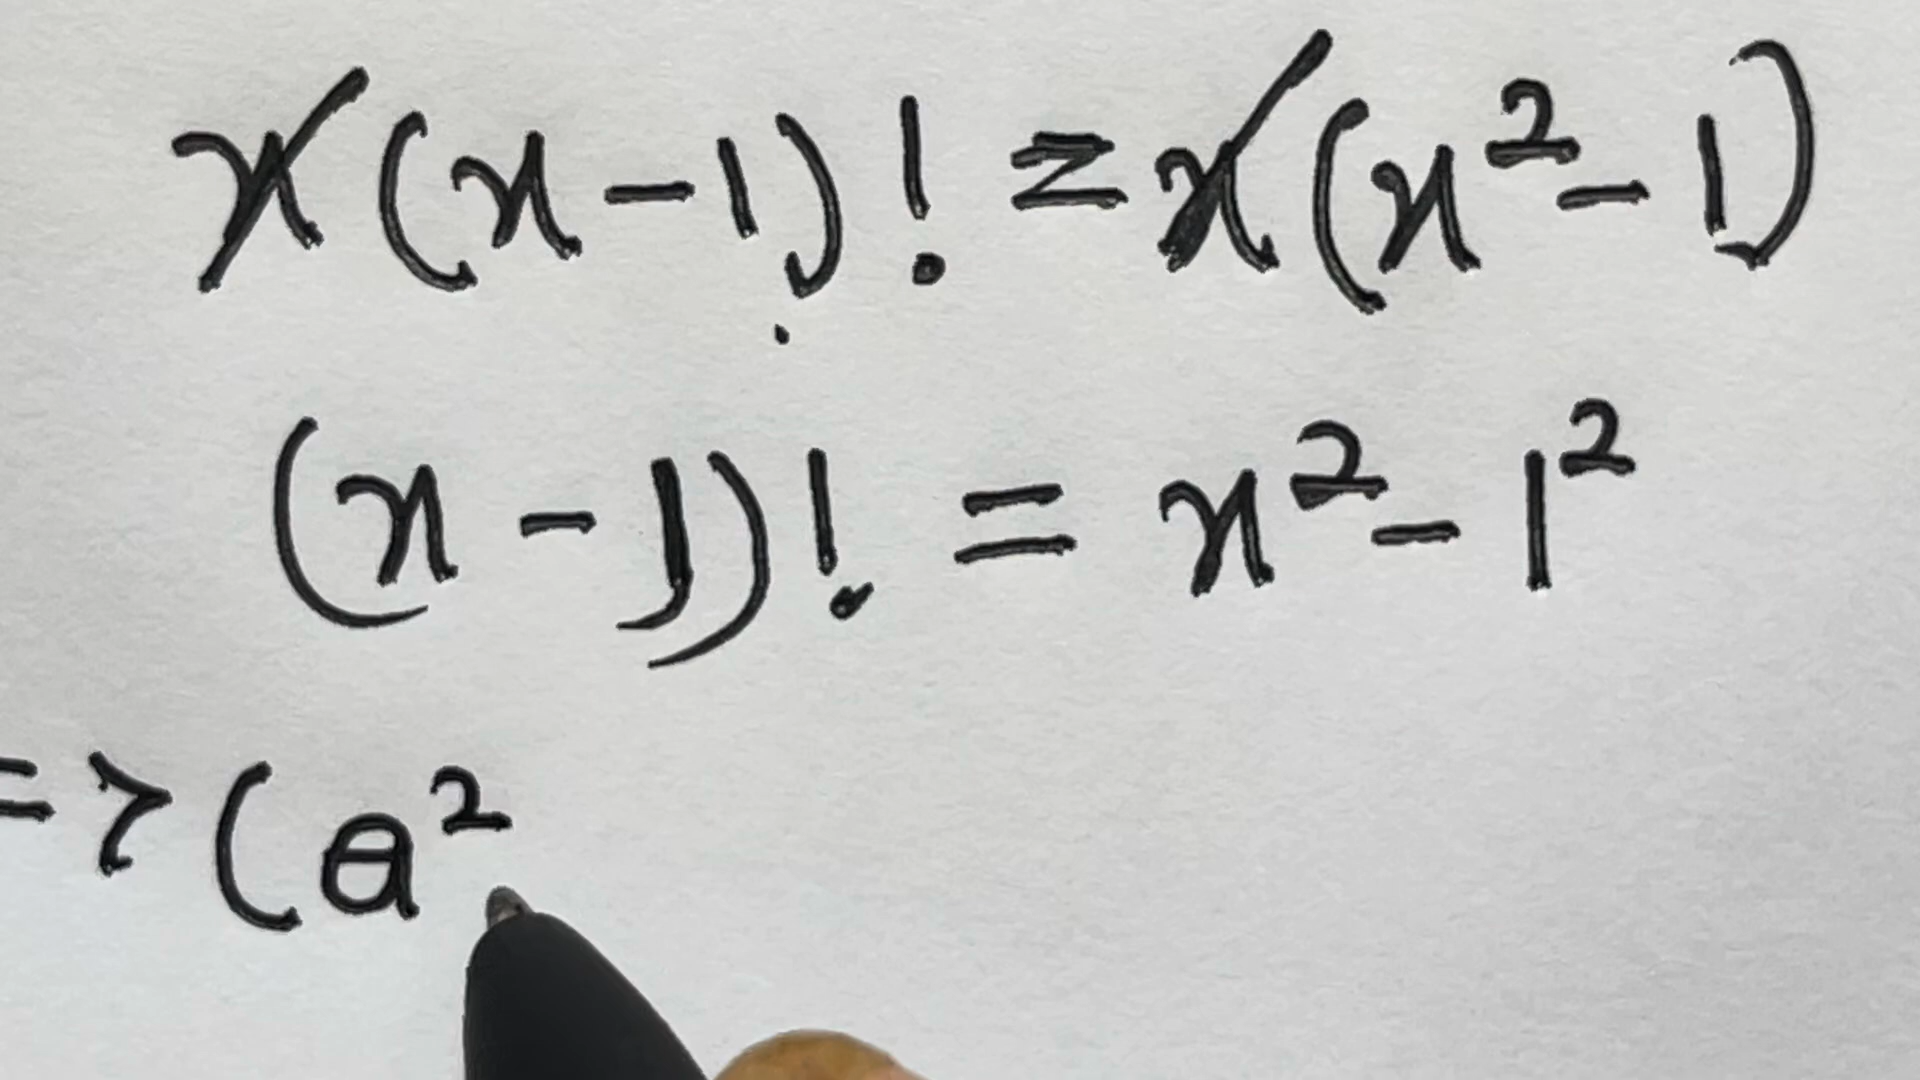 x(x-1)! = x(x²-1)
(x-1)! = x²-1²
=> (a²